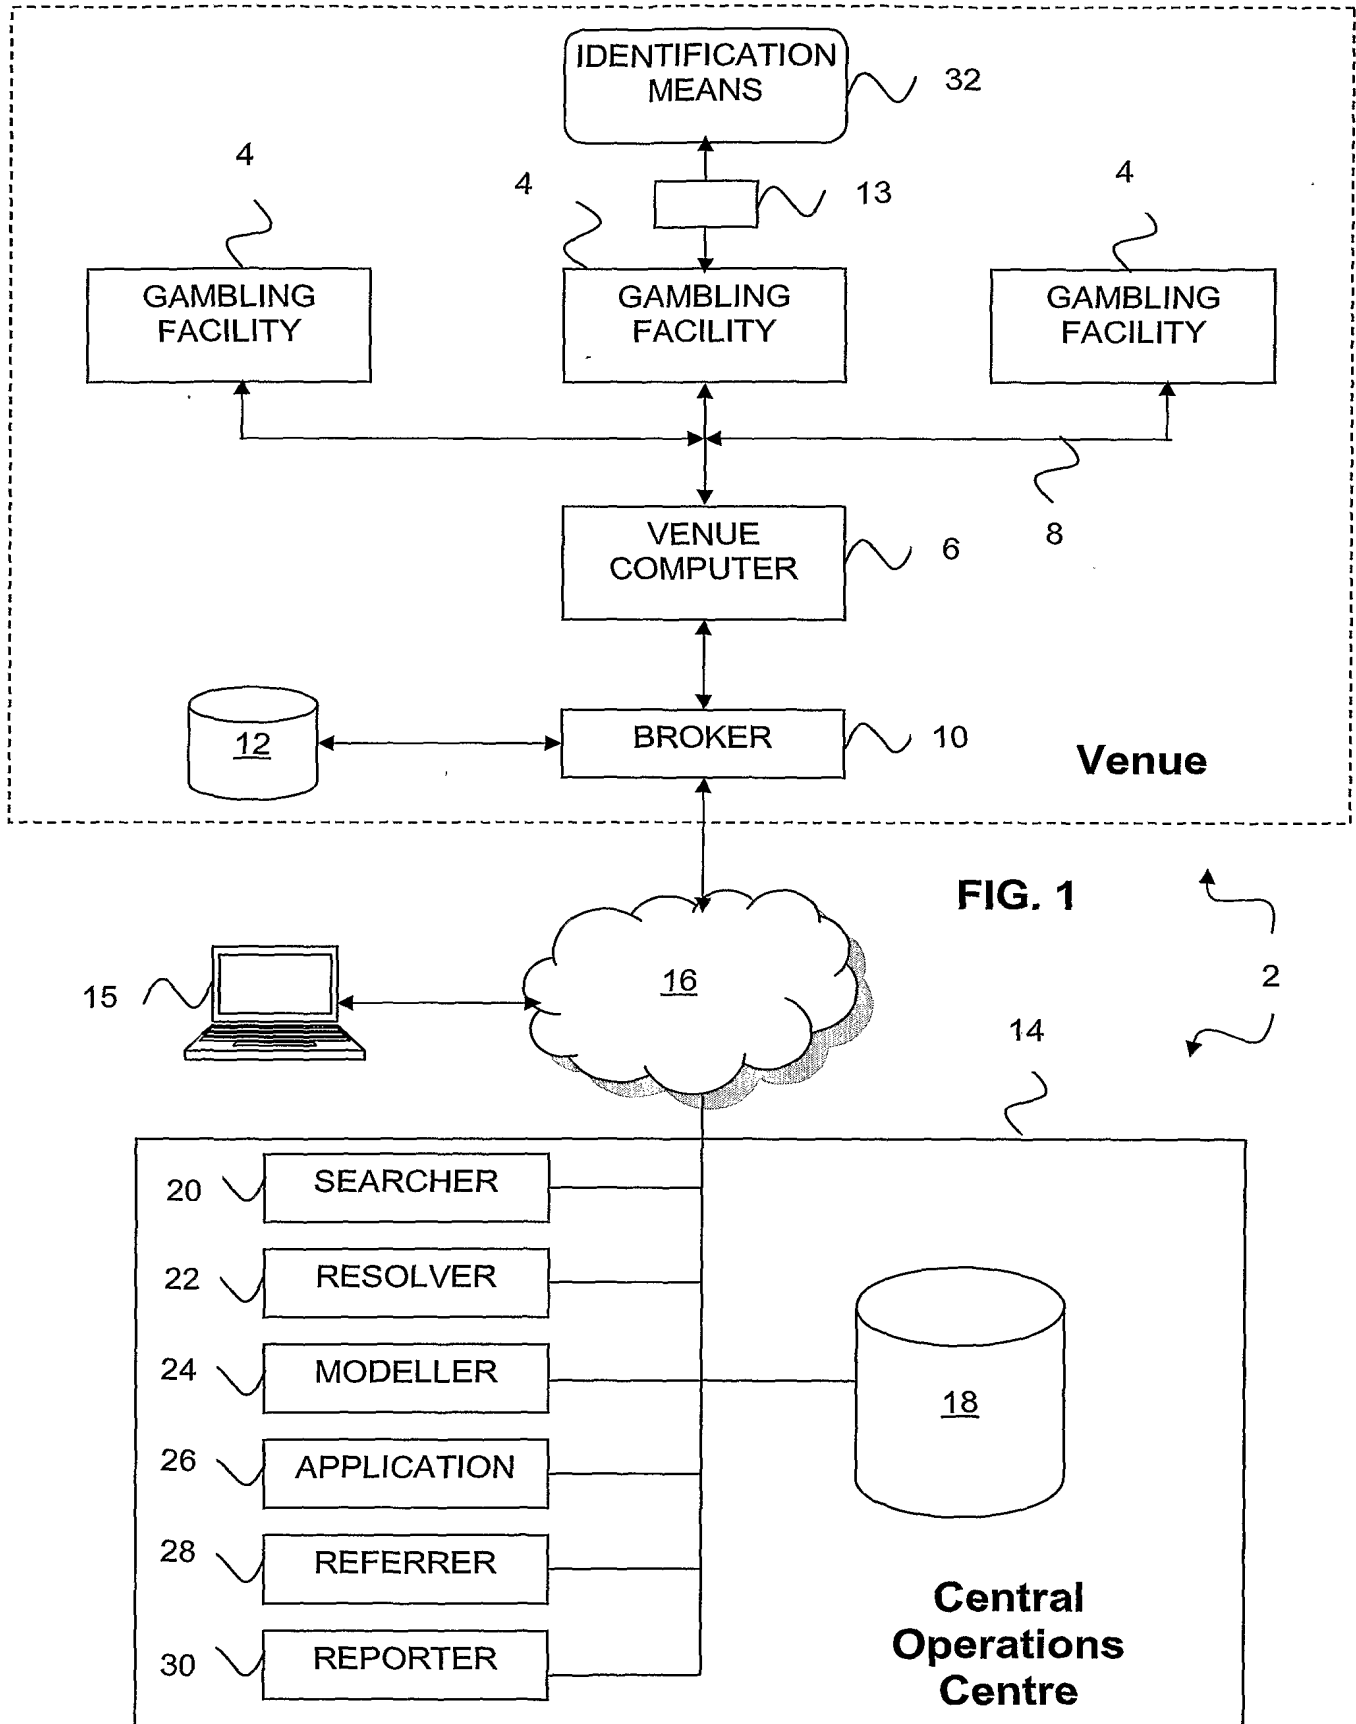 IDENTIFICATION
MEANS
32
4
4
13
4
GAMBLING
FACILITY
GAMBLING
FACILITY
GAMBLING
FACILITY
8
VENUE
COMPUTER
6
12
BROKER
10
Venue
FIG. 1
16
15
2
14
20
SEARCHER
22
RESOLVER
24
MODELLER
18
26
APPLICATION
28
REFERRER
30
REPORTER
Central
Operations
Centre